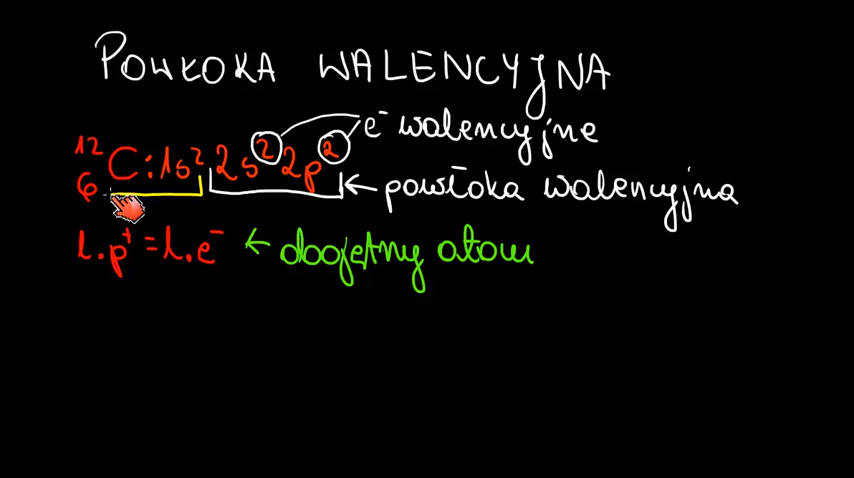 POWŁOKA WALENCYJNA
e⁻ walencyjne
¹²₆C: 1s² 2s² 2p² ← powłoka walencyjna
l.p⁺ = l.e⁻ ← obojętny atom